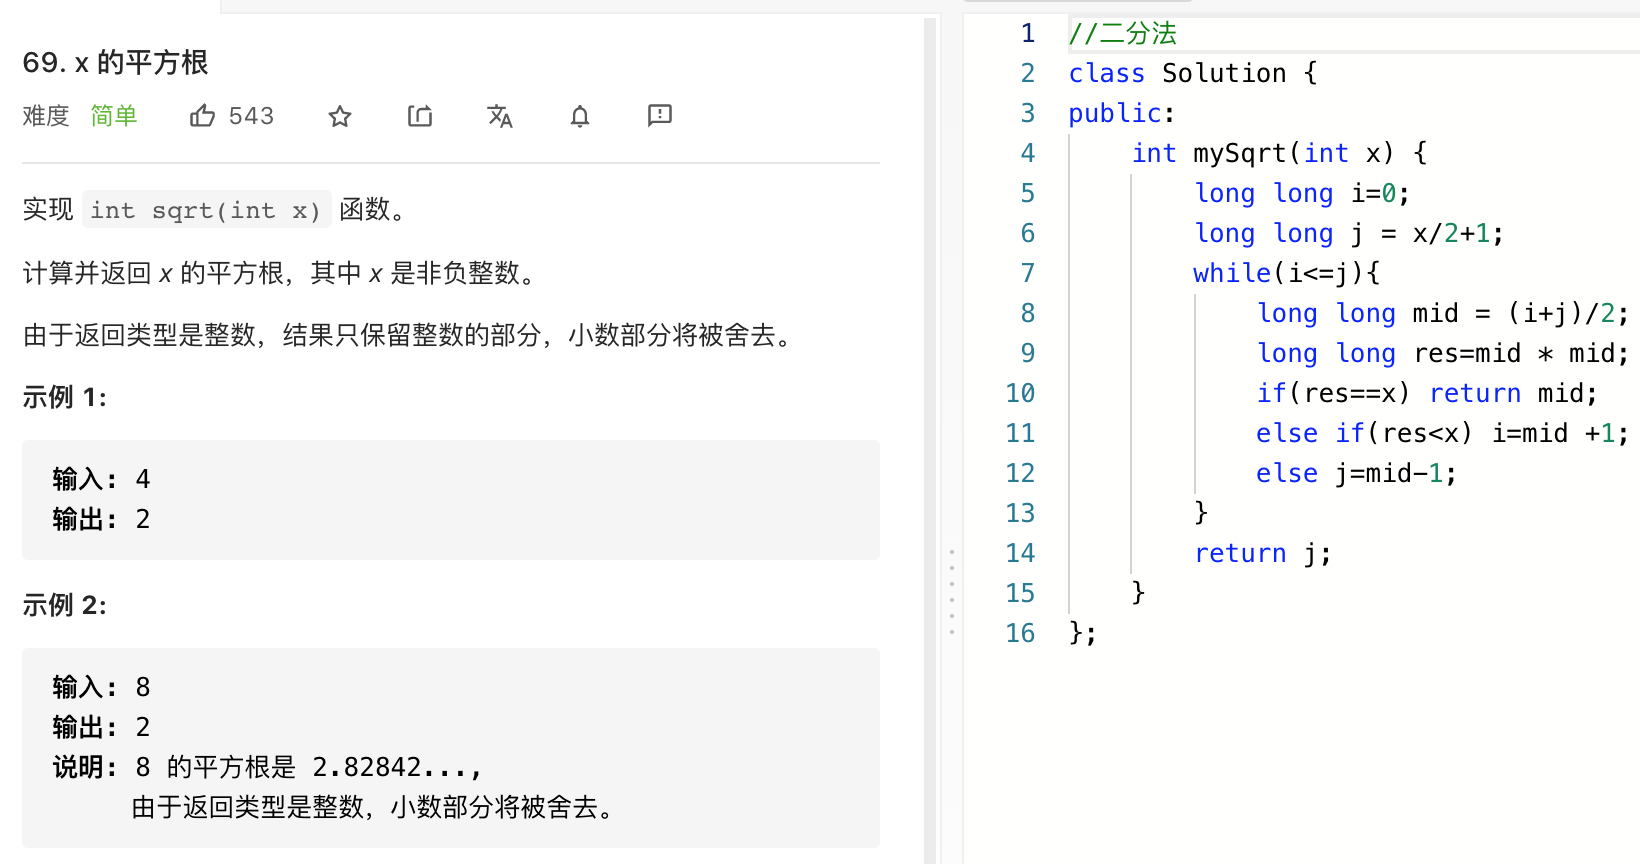 69. x 的平方根
难度 简单 543
实现 int sqrt(int x) 函数。
计算并返回 x 的平方根，其中 x 是非负整数。
由于返回类型是整数，结果只保留整数的部分，小数部分将被舍去。
示例 1:
输入: 4
输出: 2
示例 2:
输入: 8
输出: 2
说明: 8 的平方根是 2.82842...,
由于返回类型是整数，小数部分将被舍去。
1 //二分法
2 class Solution {
3 public:
4 int mySqrt(int x) {
5 long long i=0;
6 long long j = x/2+1;
7 while(i<=j){
8 long long mid = (i+j)/2;
9 long long res=mid * mid;
10 if(res==x) return mid;
11 else if(res<x) i=mid +1;
12 else j=mid-1;
13 }
14 return j;
15 }
16 };